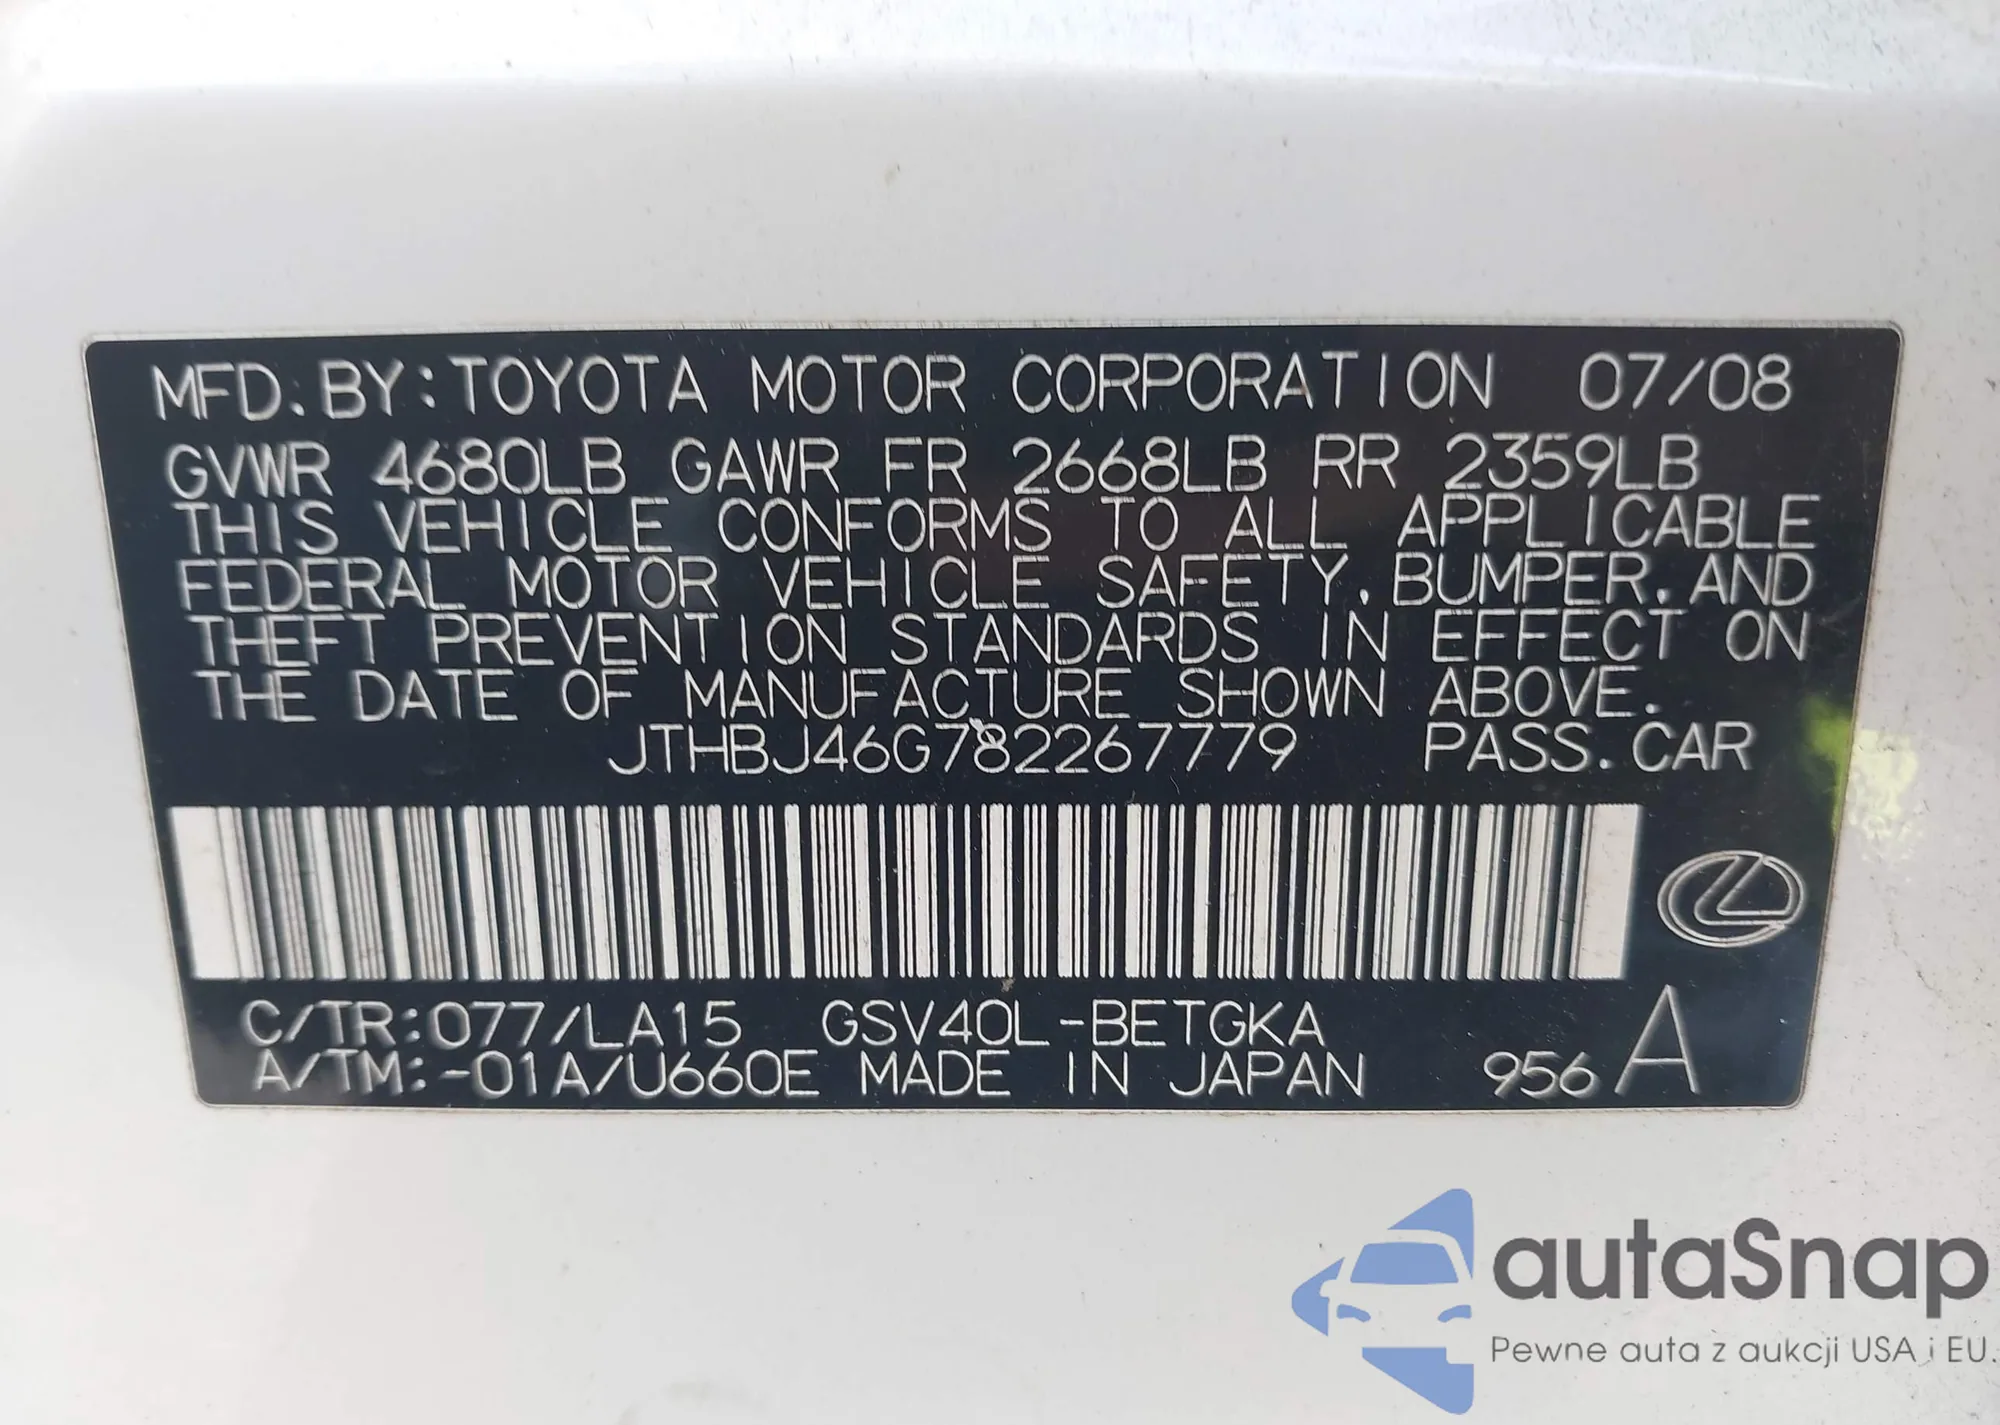 MFD. BY: TOYOTA MOTOR CORPORATION 07/08
GVWR 4680LB GAWR FR 2668LB RR 2359LB
THIS VEHICLE CONFORMS TO ALL APPLICABLE
FEDERAL MOTOR VEHICLE SAFETY, BUMPER, AND
THEFT PREVENTION STANDARDS IN EFFECT ON
THE DATE OF MANUFACTURE SHOWN ABOVE.
JTHBJ46G782267779 PASS. CAR
C/TR:077/LA15 GSV40L-BETGKA
A/TM:-01A/U660E MADE IN JAPAN 956 A
autaSnap
Pewne auta z aukcji USA i EU.